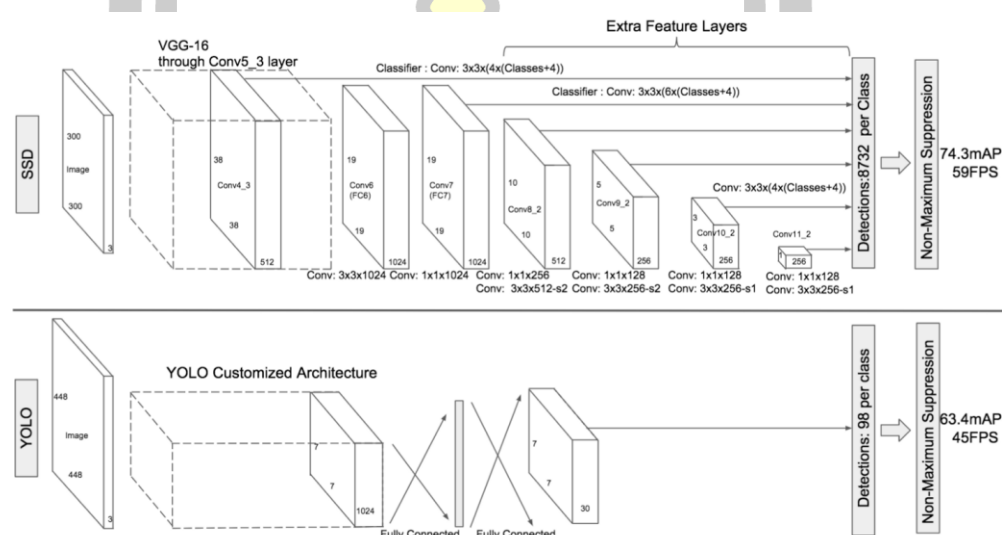 Extra Feature Layers
VGG-16
through Conv5_3 layer
Classifier : Conv: 3x3x(4x(Classes+4))
Classifier : Conv: 3x3x(6x(Classes+4))
SSD
300
Image
300
3
38
Conv4_3
38
512
19
Conv6
(FC6)
19
1024
19
Conv7
(FC7)
19
1024
10
Conv8_2
10
512
5
Conv9_2
5
256
Conv: 3x3x(4x(Classes+4))
3
Conv10_2
3
256
Conv11_2
1
256
Conv: 3x3x1024
Conv: 1x1x1024
Conv: 1x1x256
Conv: 3x3x512-s2
Conv: 1x1x128
Conv: 3x3x256-s2
Conv: 1x1x128
Conv: 3x3x256-s1
Conv: 1x1x128
Conv: 3x3x256-s1
Detections:8732 per Class
Non-Maximum Suppression
74.3mAP
59FPS
YOLO
448
Image
448
3
YOLO Customized Architecture
7
7
1024
Fully Connected
Fully Connected
7
7
30
Detections: 98 per class
Non-Maximum Suppression
63.4mAP
45FPS